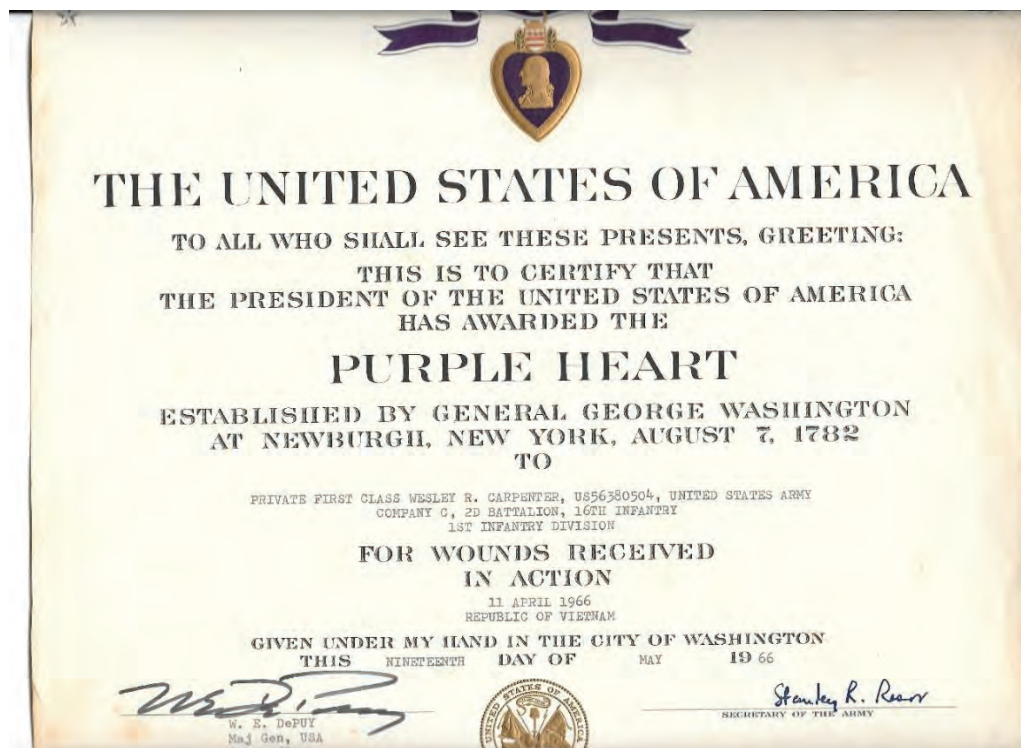 THE UNITED STATES OF AMERICA
TO ALL WHO SHALL SEE THESE PRESENTS, GREETING:
THIS IS TO CERTIFY THAT
THE PRESIDENT OF THE UNITED STATES OF AMERICA
HAS AWARDED THE
PURPLE HEART
ESTABLISHED BY GENERAL GEORGE WASHINGTON
AT NEWBURGH, NEW YORK, AUGUST 7, 1782
TO
PRIVATE FIRST CLASS WESLEY R. CARPENTER, US56380504, UNITED STATES ARMY
COMPANY C, 2D BATTALION, 16TH INFANTRY
1ST INFANTRY DIVISION
FOR WOUNDS RECEIVED
IN ACTION
11 APRIL 1966
REPUBLIC OF VIETNAM
GIVEN UNDER MY HAND IN THE CITY OF WASHINGTON
THIS NINETEENTH DAY OF MAY 19 66
W. E. DePUY
Maj Gen, USA
UNITED STATES OF AMERICA
Stanley R. Resor
SECRETARY OF THE ARMY